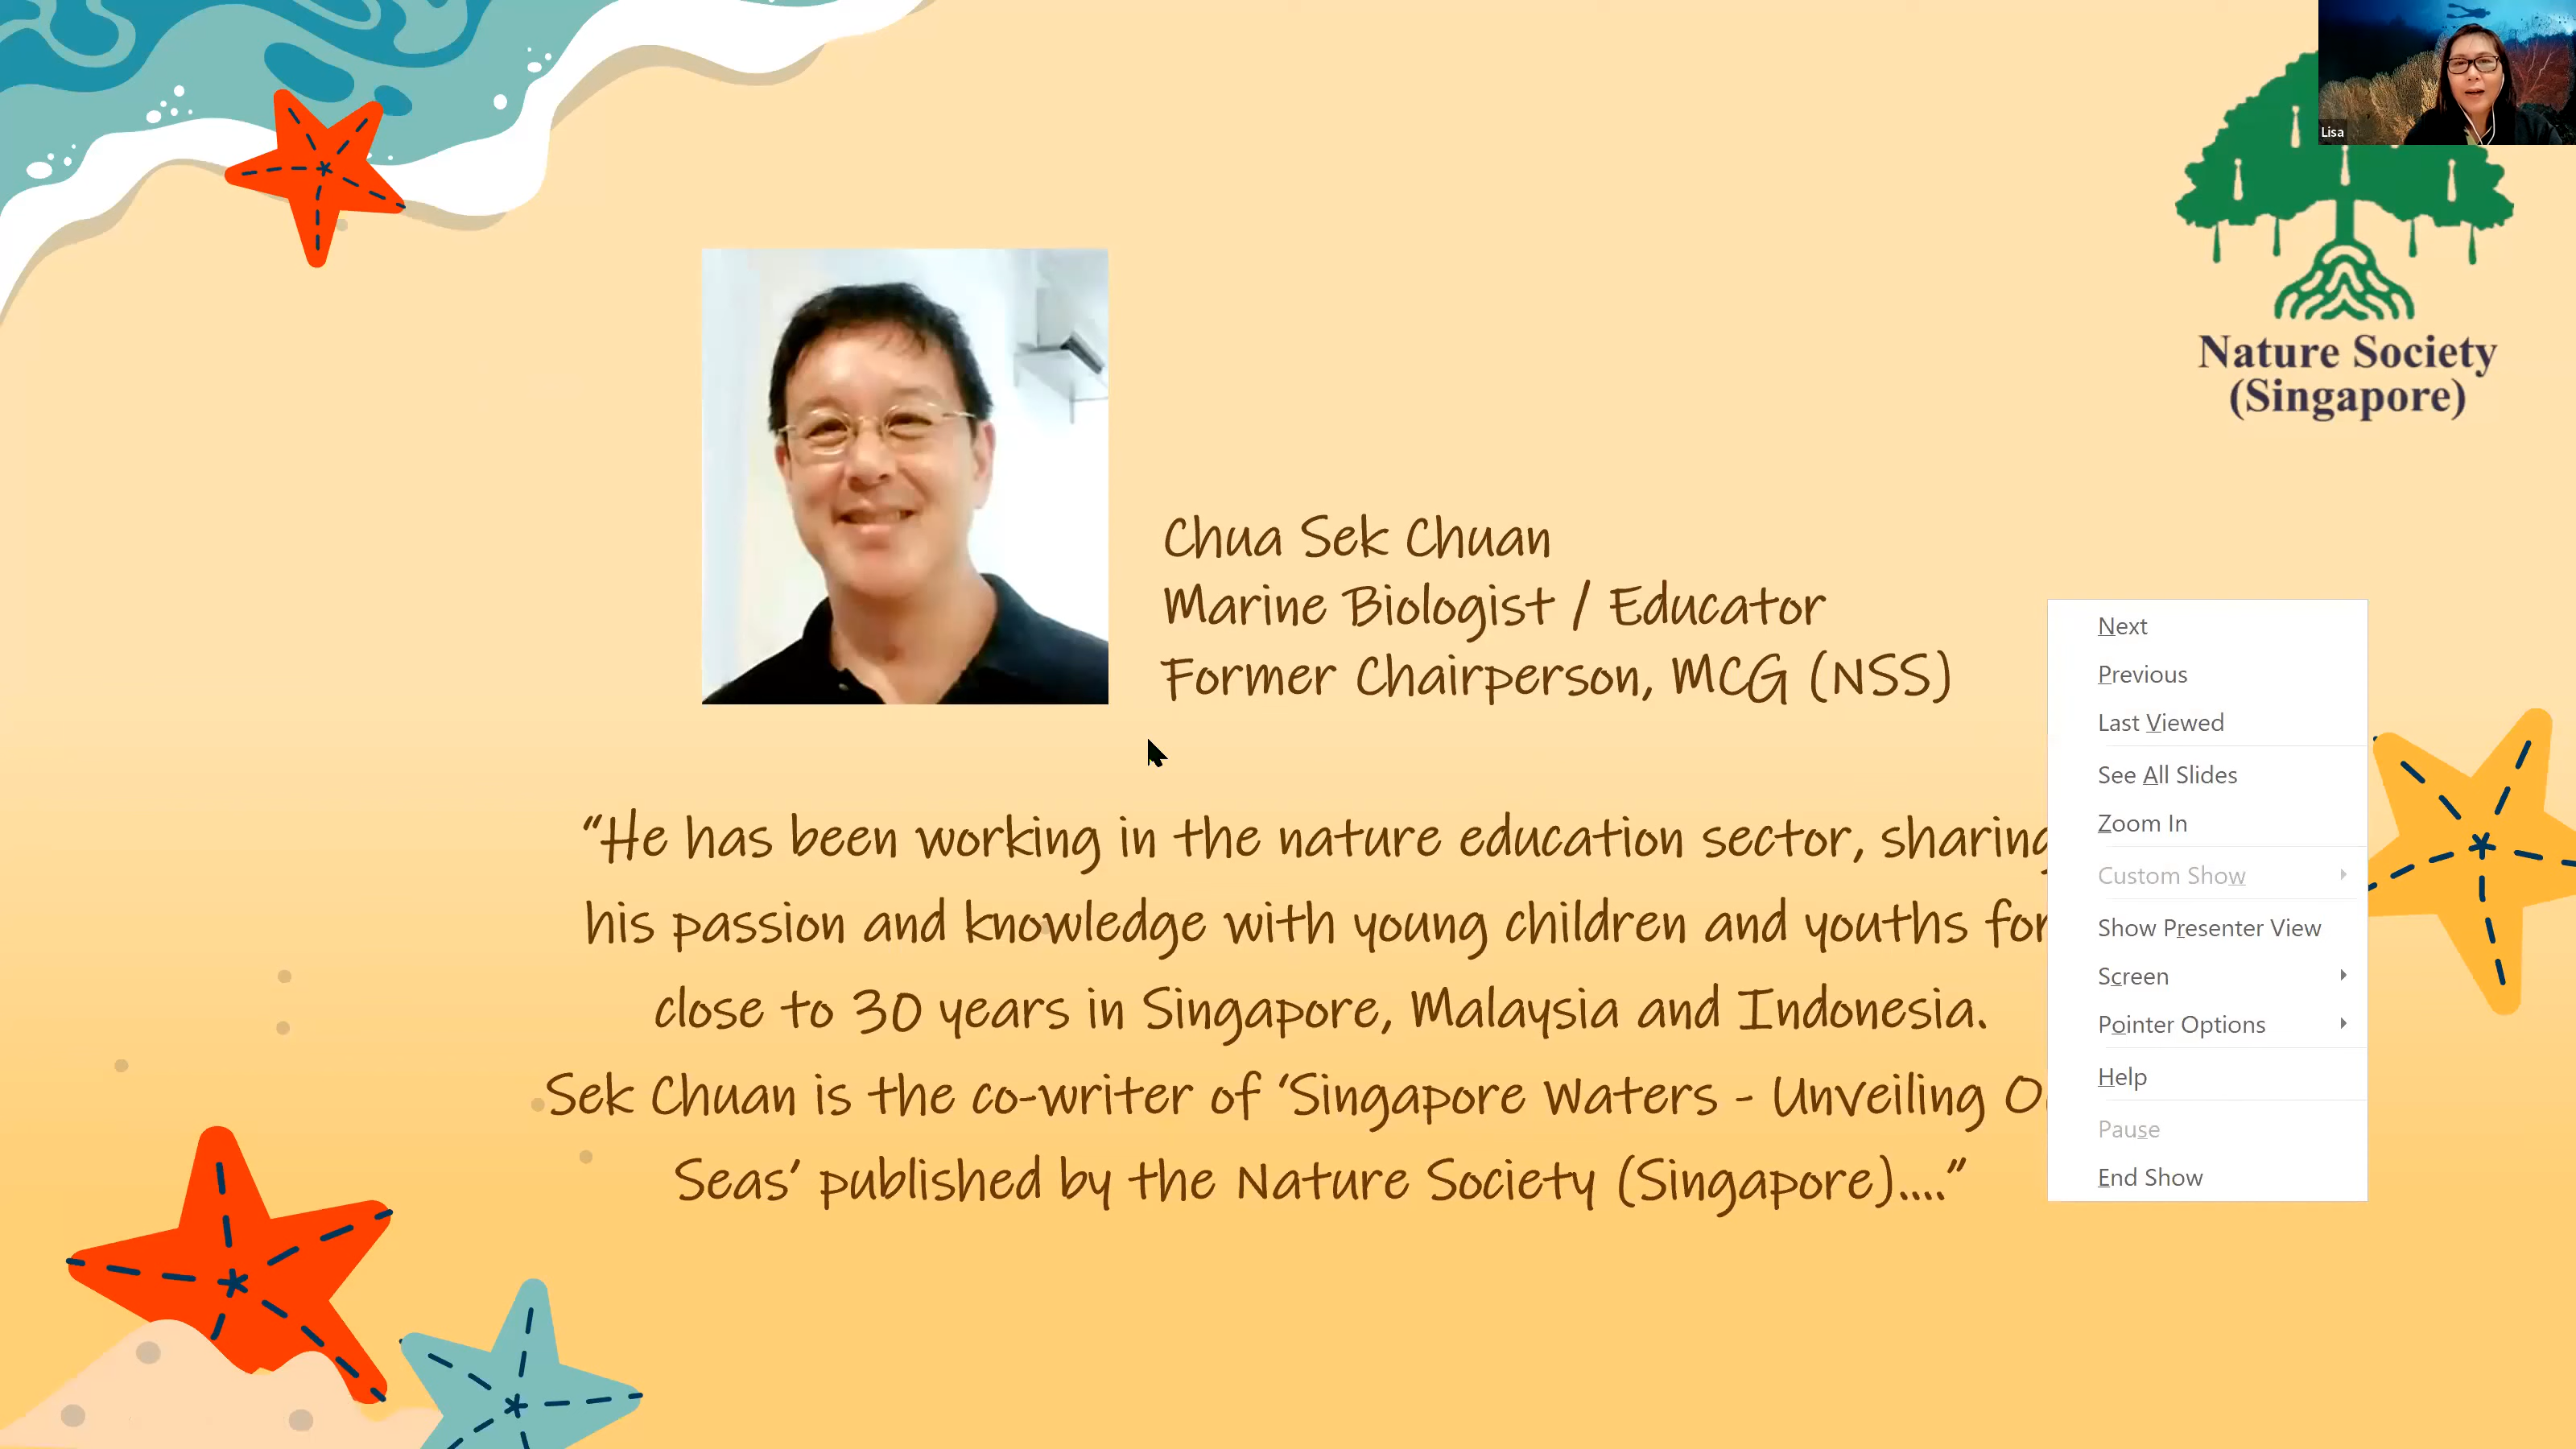 Lisa
Nature Society
(Singapore)
Chua Sek Chuan
Marine Biologist / Educator
Former Chairperson, MCG (NSS)
“He has been working in the nature education sector, sharing
his passion and knowledge with young children and youths for
close to 30 years in Singapore, Malaysia and Indonesia.
Sek Chuan is the co-writer of ‘Singapore Waters - Unveiling
Seas’ published by the Nature Society (Singapore)....”
Next
Previous
Last Viewed
See All Slides
Zoom In
Custom Show
Show Presenter View
Screen
Pointer Options
Help
Pause
End Show